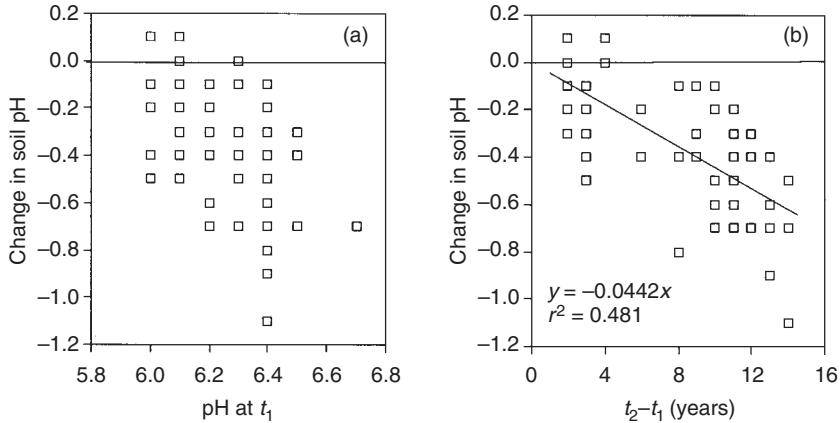 (a)
0.2
0.0
–0.2
–0.4
–0.6
–0.8
–1.0
–1.2
Change in soil pH
5.8 6.0 6.2 6.4 6.6 6.8
pH at t₁
(b)
0.2
0.0
–0.2
–0.4
–0.6
–0.8
–1.0
–1.2
Change in soil pH
y = –0.0442x
r² = 0.481
0 4 8 12 16
t₂–t₁ (years)